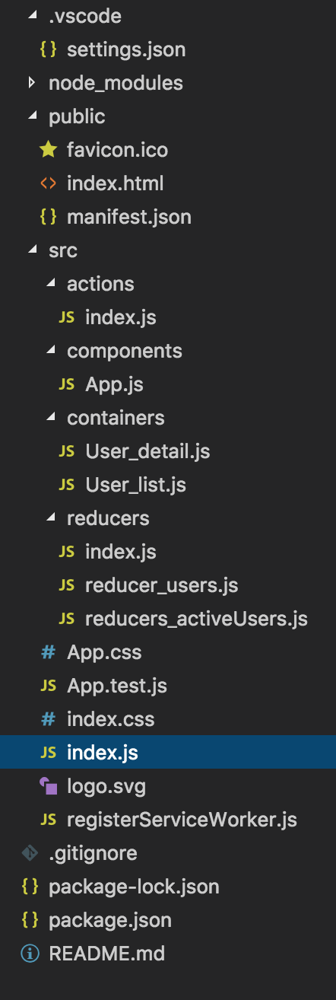 .vscode
{ } settings.json
node_modules
public
favicon.ico
<> index.html
{ } manifest.json
src
actions
JS index.js
components
JS App.js
containers
JS User_detail.js
JS User_list.js
reducers
JS index.js
JS reducer_users.js
JS reducers_activeUsers.js
# App.css
JS App.test.js
# index.css
JS index.js
logo.svg
JS registerServiceWorker.js
.gitignore
{ } package-lock.json
{ } package.json
README.md